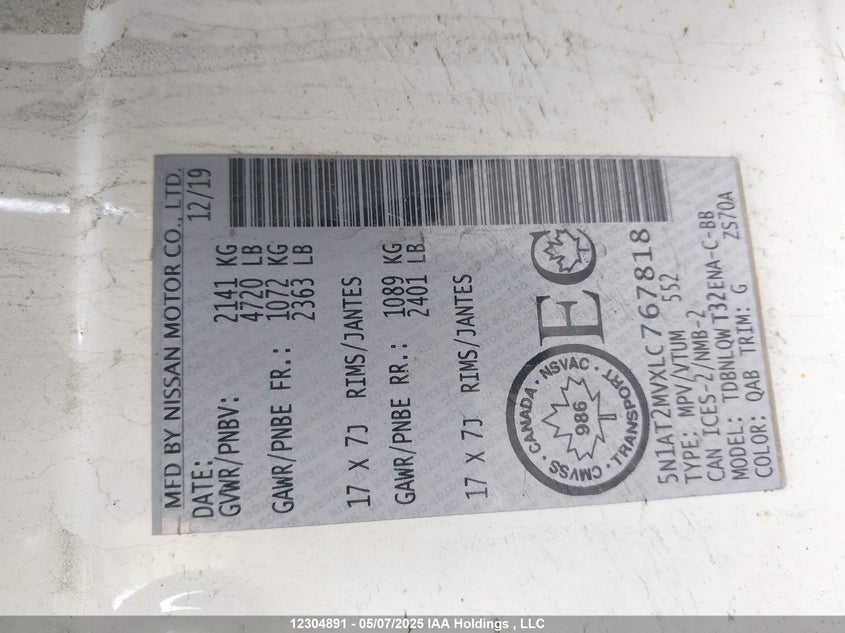 MFD BY NISSAN MOTOR CO., LTD.
DATE: 12/19
GVWR/PNBV: 2141 KG
4720 LB
GAWR/PNBE FR.: 1072 KG
2363 LB
17 X 7J RIMS/JANTES
GAWR/PNBE RR.: 1089 KG
2401 LB
17 X 7J RIMS/JANTES
CANADA · NSVAC · TRANSPORT · CMVSS ·
986
EC
5N1AT2MVXLC767818
TYPE: MPV/VTUM 552
CAN ICES-2/NMB-2
MODEL: TDBNLQWT32ENA-C-BB
COLOR: QAB TRIM: G ZS70A
12304891 - 05/07/2025 IAA Holdings , LLC